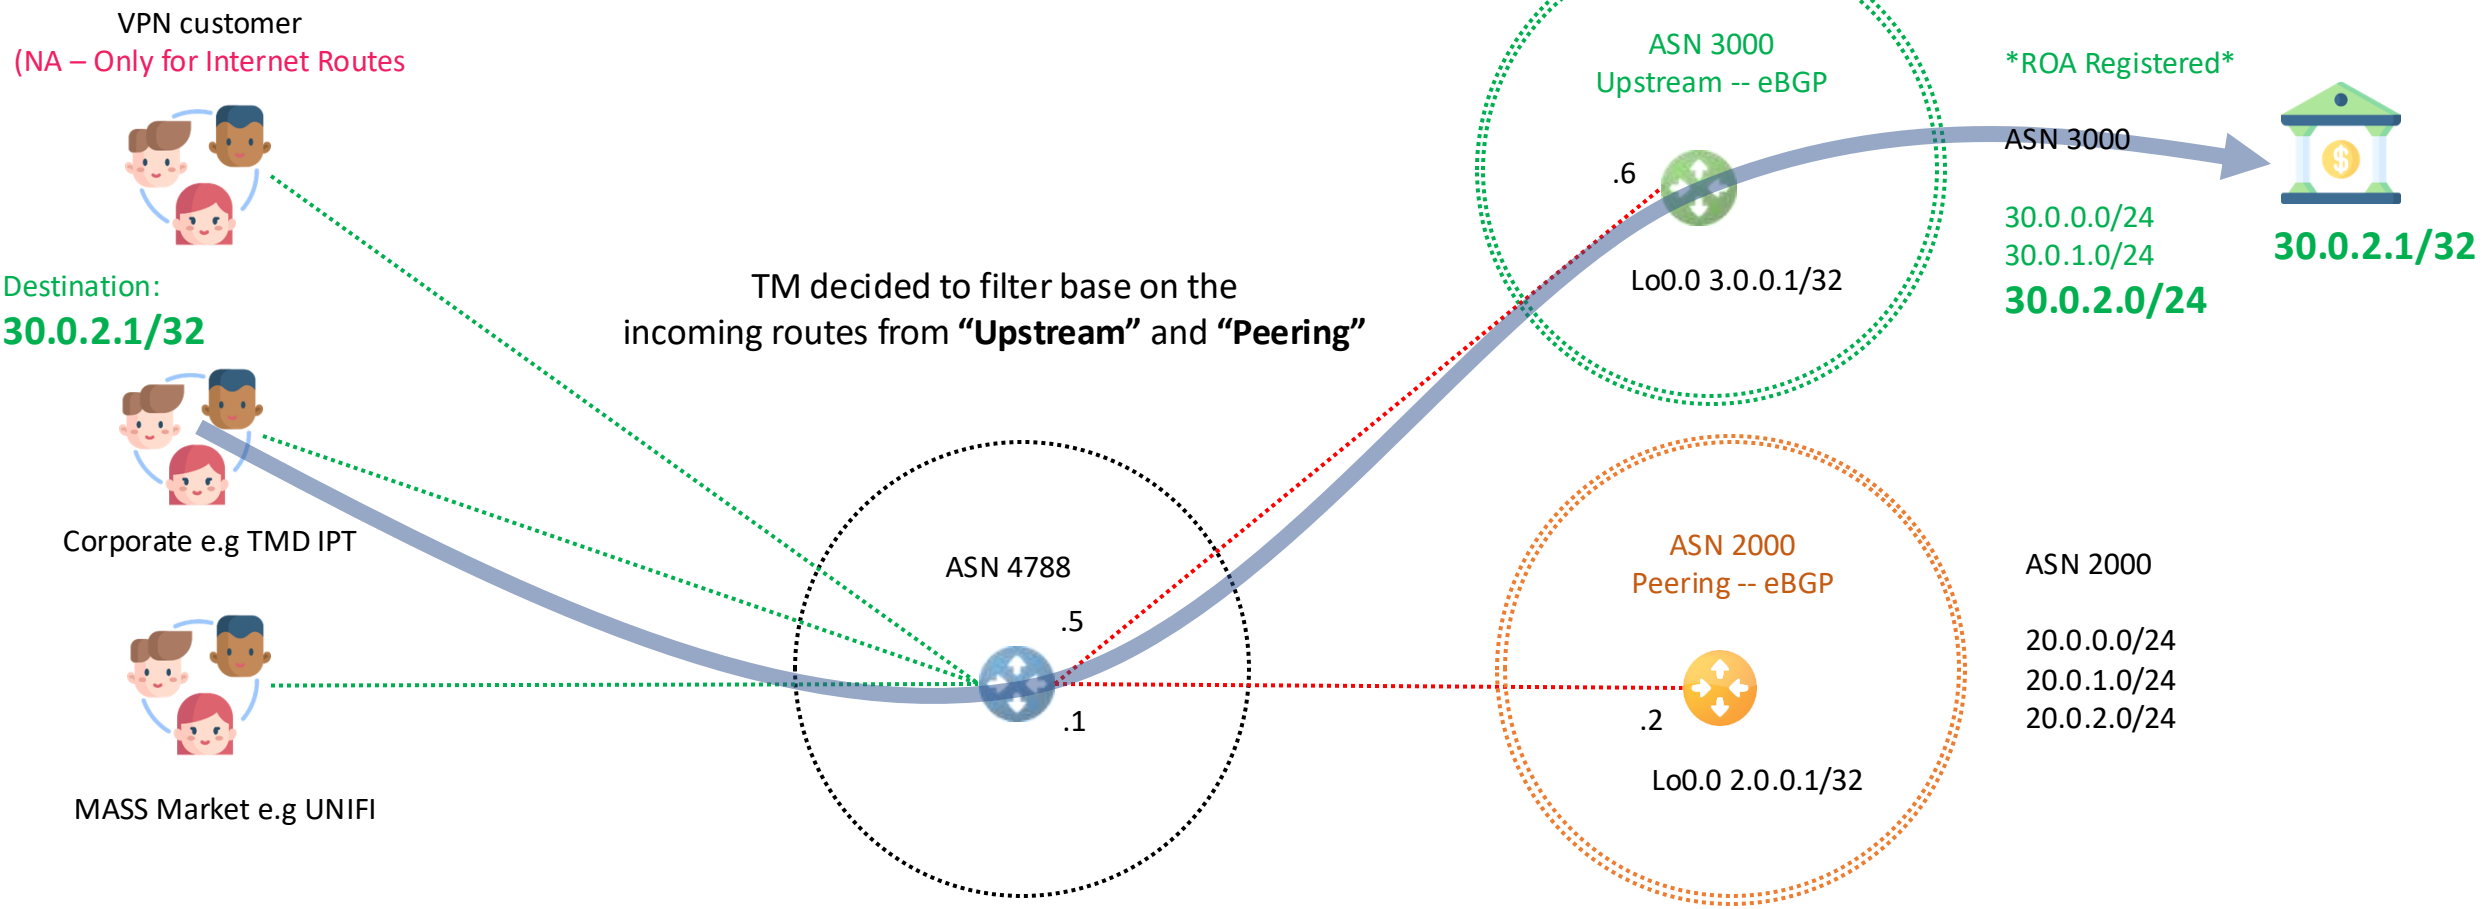 VPN customer
(NA – Only for Internet Routes
Destination:
30.0.2.1/32
Corporate e.g TMD IPT
MASS Market e.g UNIFI
TM decided to filter base on the
incoming routes from “Upstream” and “Peering”
ASN 4788
.5
.1
ASN 3000
Upstream -- eBGP
.6
Lo0.0 3.0.0.1/32
*ROA Registered*
ASN 3000
30.0.0.0/24
30.0.1.0/24
30.0.2.0/24
30.0.2.1/32
$
ASN 2000
Peering -- eBGP
.2
Lo0.0 2.0.0.1/32
ASN 2000
20.0.0.0/24
20.0.1.0/24
20.0.2.0/24